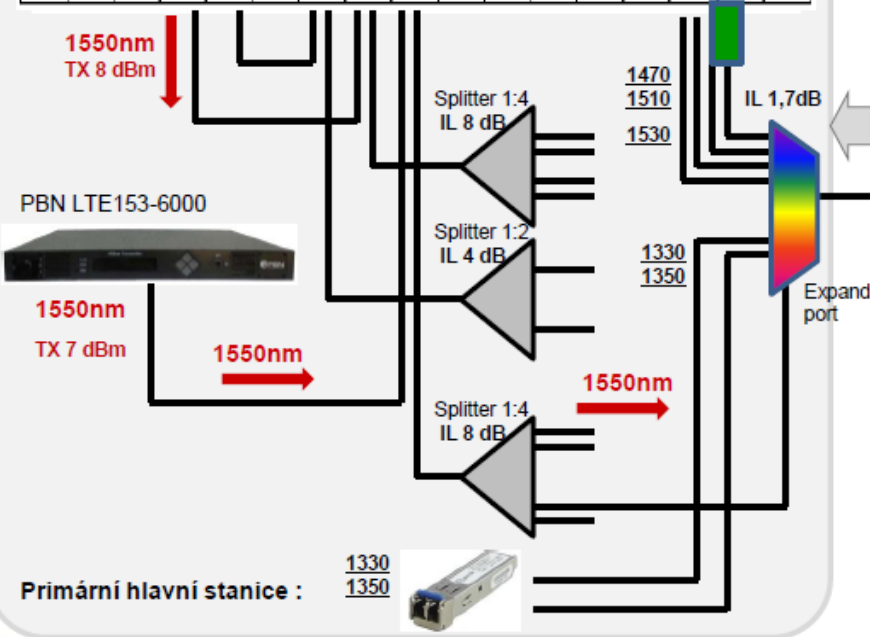 1550nm
TX 8 dBm
Splitter 1:4
IL 8 dB
1470
1510
1530
IL 1,7dB
PBN LTE153-6000
Splitter 1:2
IL 4 dB
1330
1350
Expand
port
1550nm
TX 7 dBm
1550nm
1550nm
Splitter 1:4
IL 8 dB
1330
1350
Primární hlavní stanice :